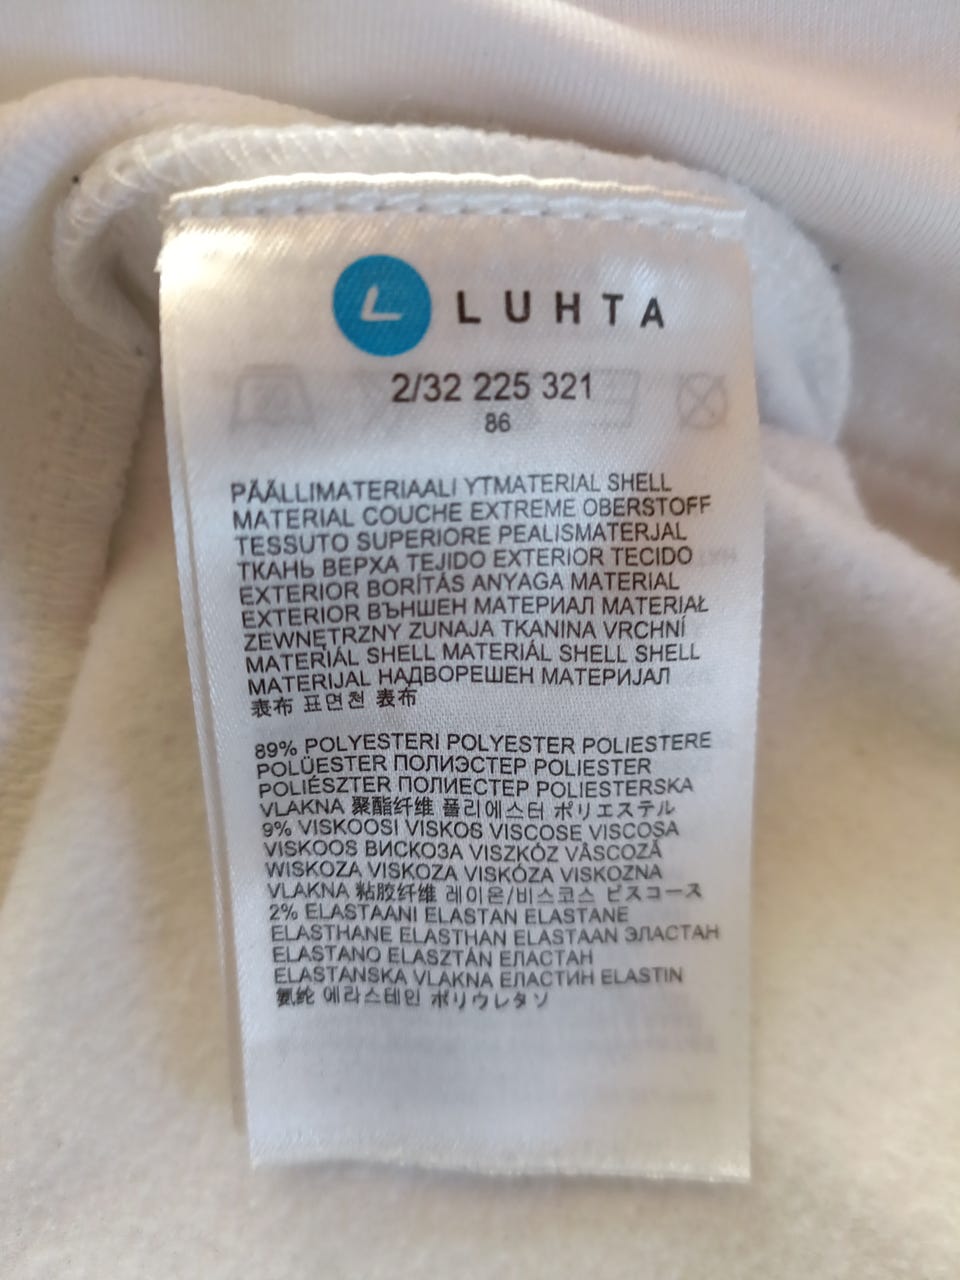 LUHTA
2/32 225 321
86
PÄÄLLIMATERIAALI YTMATERIAL SHELL
MATERIAL COUCHE EXTREME OBERSTOFF
TESSUTO SUPERIORE PEALISMATERJAL
ТКАНЬ ВЕРХА TEJIDO EXTERIOR TECIDO
EXTERIOR BORÍTÁS ANYAGA MATERIAL
EXTERIOR ВЪНШЕН МАТЕРИАЛ MATERIAŁ
ZEWNĘTRZNY ZUNAJA TKANINA VRCHNÍ
MATERIÁL SHELL MATERIÁL SHELL SHELL
MATERIJAL НАДВОРЕШЕН МАТЕРИЈАЛ
表布 표면천 表布
89% POLYESTERI POLYESTER POLIESTERE
POLÜESTER ПОЛИЭСТЕР POLIESTER
POLIÉSZTER ПОЛИЕСТЕР POLIESTERSKA
VLAKNA 聚酯纤维 폴리에스터 ポリエステル
9% VISKOOSI VISKOS VISCOSE VISCOSA
VISKOOS ВИСКОЗА VISZKÓZ VÂSCOZĂ
WISKOZA VISKOZA VISKÓZA VISKOZNA
VLAKNA 粘胶纤维 레이온/비스코스 ビスコース
2% ELASTAANI ELASTAN ELASTANE
ELASTHANE ELASTHAN ELASTAAN ЭЛАСТАН
ELASTANO ELASZTÁN ЕЛАСТАН
ELASTANSKA VLAKNA ЕЛАСТИН ELASTIN
氨纶 에라스테인 ポリウレタン